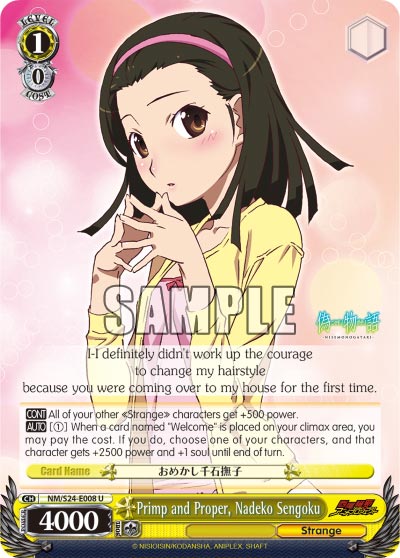 LEVEL
1
0
COST
SAMPLE
偽物語
NISEMONOGATARI
I-I definitely didn't work up the courage
to change my hairstyle
because you were coming over to my house for the first time.
CONT All of your other «Strange» characters get +500 power.
AUTO [①] When a card named "Welcome" is placed on your climax area, you
may pay the cost. If you do, choose one of your characters, and that
character gets +2500 power and +1 soul until end of turn.
Card Name おめかし千石撫子
Ch NM/S24-E008 U
4000
Primp and Proper, Nadeko Sengoku
Strange
© NISIOISIN/KODANSHA, ANIPLEX, SHAFT